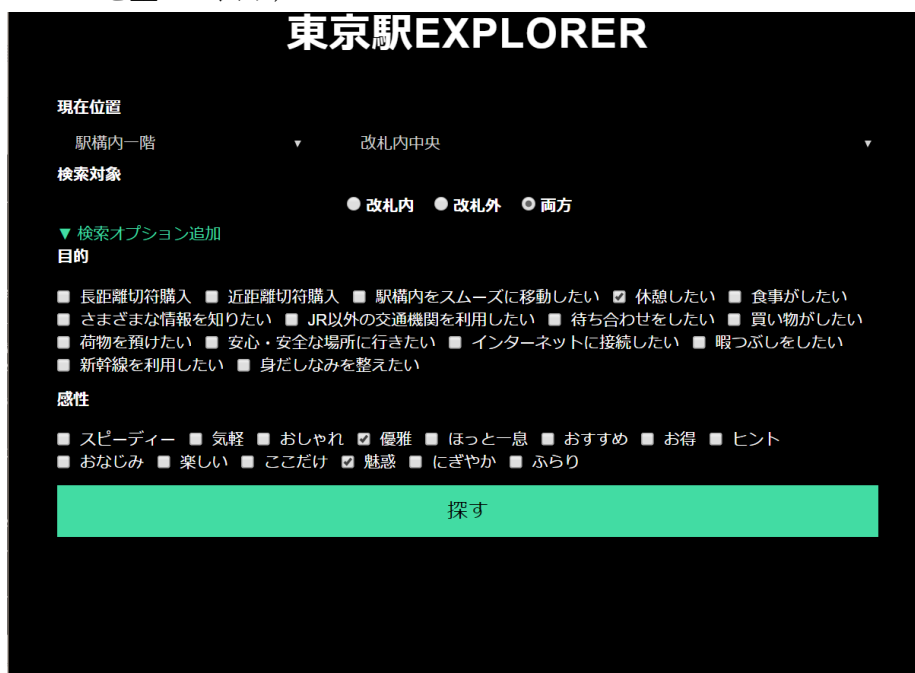 東京駅EXPLORER
現在位置
駅構内一階 ▼ 改札内中央 ▼
検索対象
改札内 改札外 両方
▼ 検索オプション追加
目的
長距離切符購入 近距離切符購入 駅構内をスムーズに移動したい 休憩したい 食事がしたい
さまざまな情報を知りたい JR以外の交通機関を利用したい 待ち合わせをしたい 買い物がしたい
荷物を預けたい 安心・安全な場所に行きたい インターネットに接続したい 暇つぶしをしたい
新幹線を利用したい 身だしなみを整えたい
感性
スピーディー 気軽 おしゃれ 優雅 ほっと一息 おすすめ お得 ヒント
おなじみ 楽しい ここだけ 魅惑 にぎやか ふらり
探す